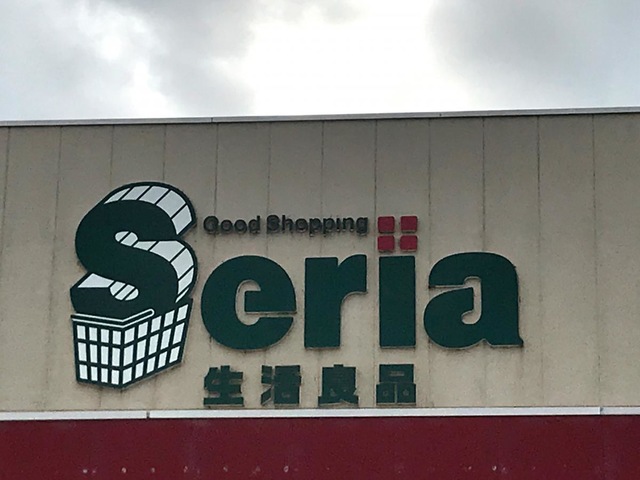 Good Shopping
Seria
生活良品